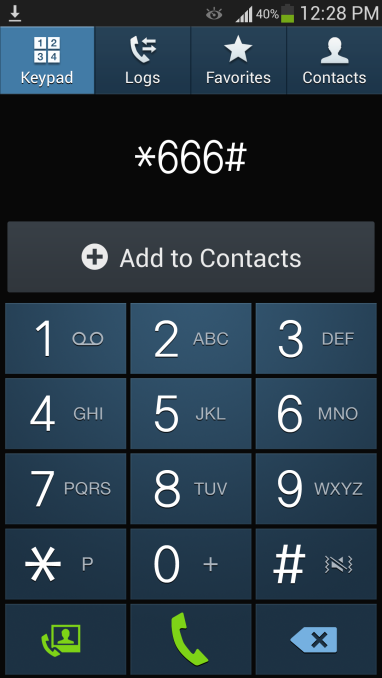 40% 12:28 PM
1 2 3 4
Keypad Logs Favorites Contacts
*666#
Add to Contacts
1 2 ABC 3 DEF
4 GHI 5 JKL 6 MNO
7 PQRS 8 TUV 9 WXYZ
* P 0 + #